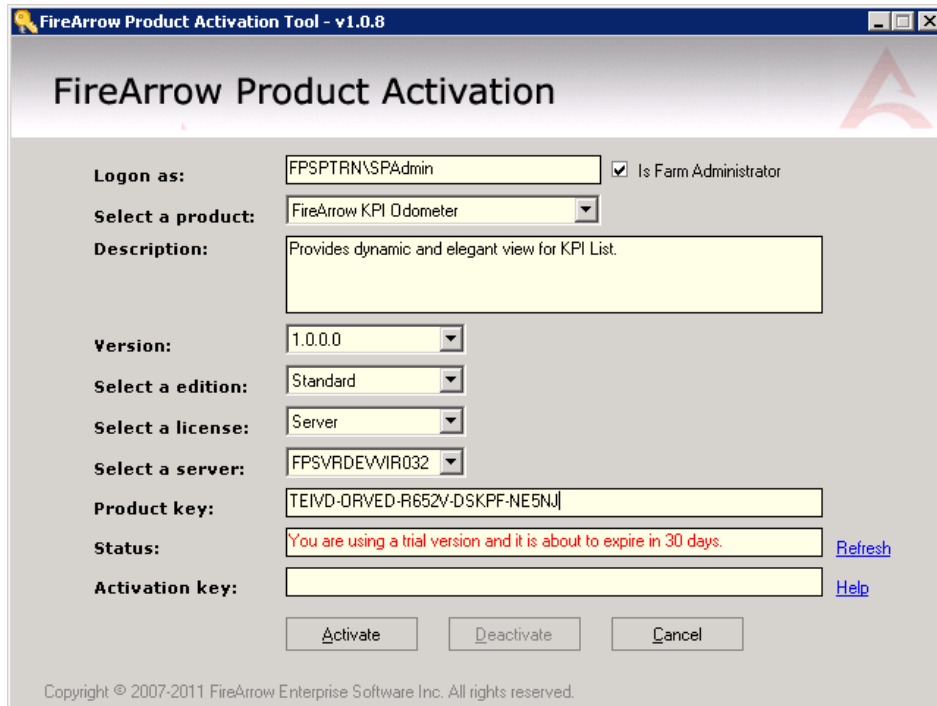 FireArrow Product Activation Tool - v1.0.8
FireArrow Product Activation
Logon as: FPSPTRN\SPAdmin Is Farm Administrator
Select a product: FireArrow KPI Odometer
Description: Provides dynamic and elegant view for KPI List.
Version: 1.0.0.0
Select a edition: Standard
Select a license: Server
Select a server: FPSVRDEVVIR032
Product key: TEIVD-ORVED-R652V-DSKPF-NE5NJ
Status: You are using a trial version and it is about to expire in 30 days. Refresh
Activation key: Help
Activate Deactivate Cancel
Copyright © 2007-2011 FireArrow Enterprise Software Inc. All rights reserved.